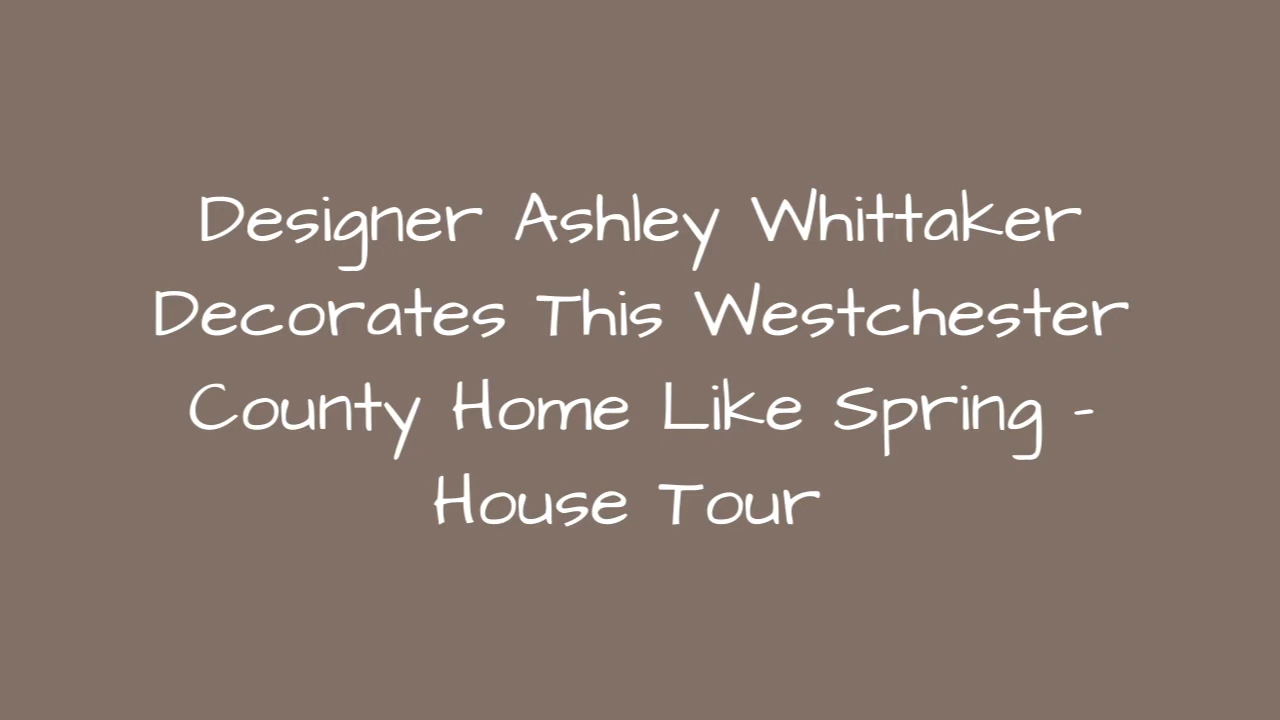 Designer Ashley Whittaker
Decorates This Westchester
County Home Like Spring -
House Tour